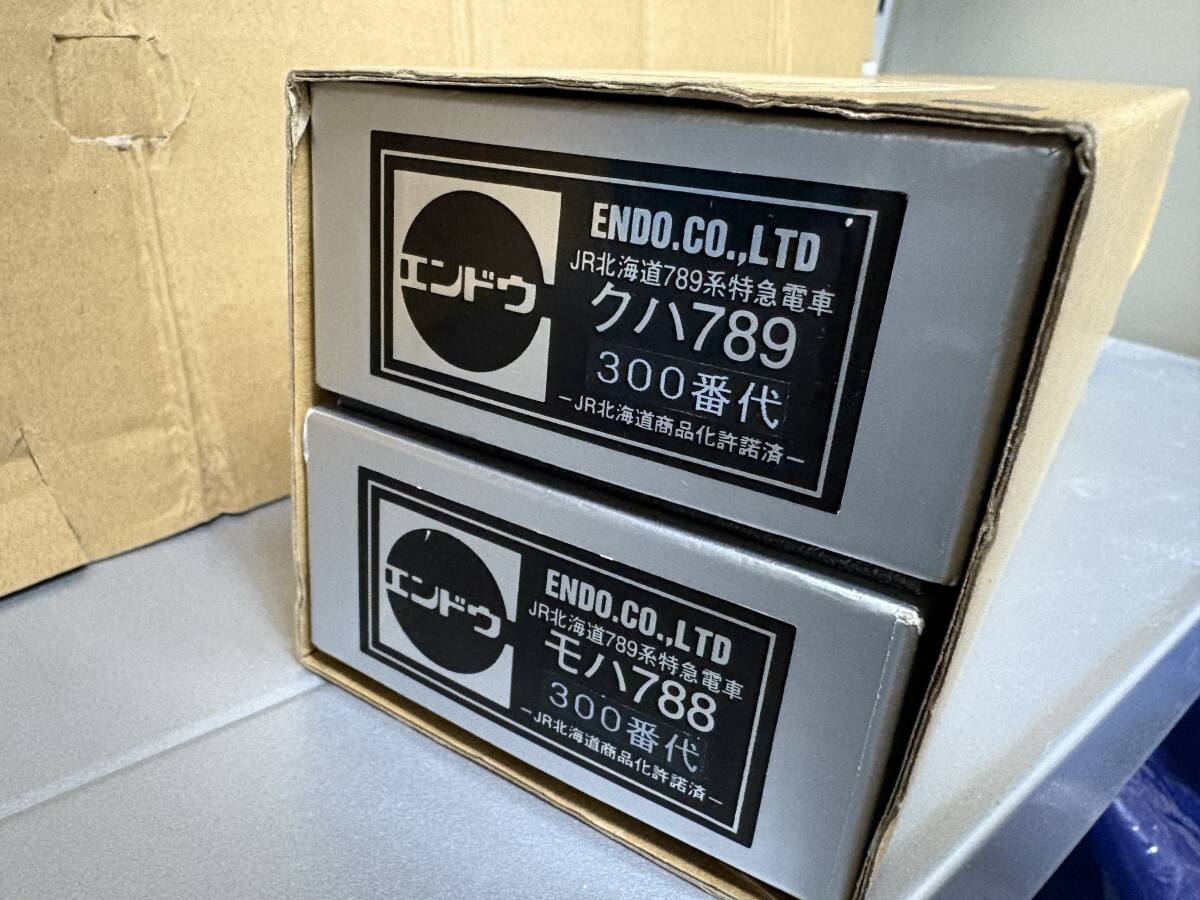 エンドウ
ENDO.CO.,LTD
JR北海道789系特急電車
クハ789
300番代
−JR北海道商品化許諾済−
エンドウ
ENDO.CO.,LTD
JR北海道789系特急電車
モハ788
300番代
−JR北海道商品化許諾済−